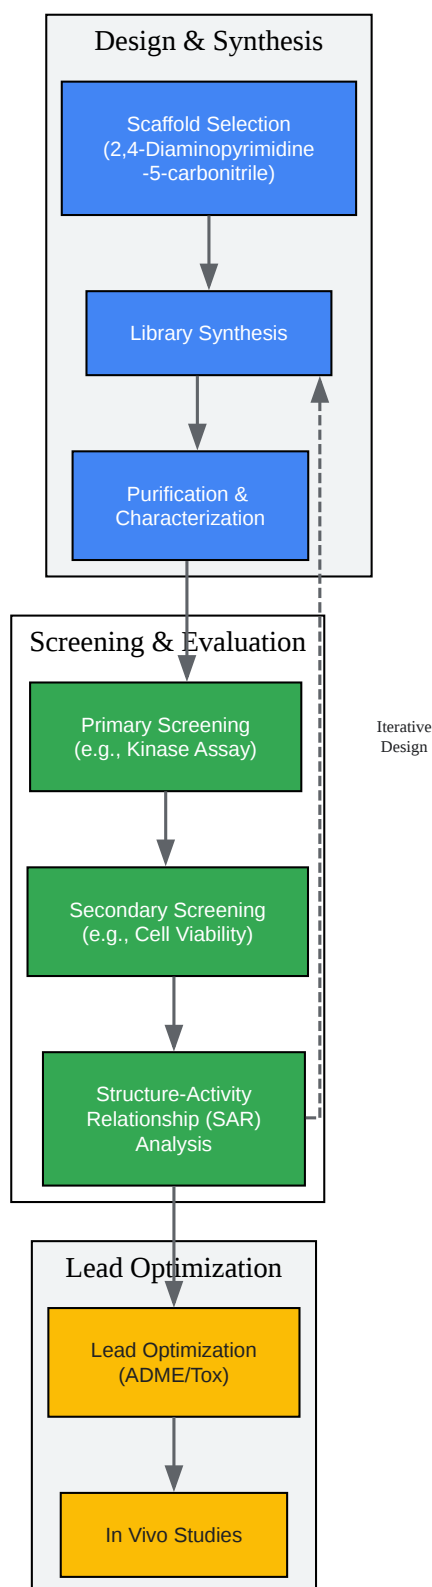 Design & Synthesis
Scaffold Selection
(2,4-Diaminopyrimidine
-5-carbonitrile)
Library Synthesis
Purification &
Characterization
Screening & Evaluation
Primary Screening
(e.g., Kinase Assay)
Iterative
Design
Secondary Screening
(e.g., Cell Viability)
Structure-Activity
Relationship (SAR)
Analysis
Lead Optimization
Lead Optimization
(ADME/Tox)
In Vivo Studies